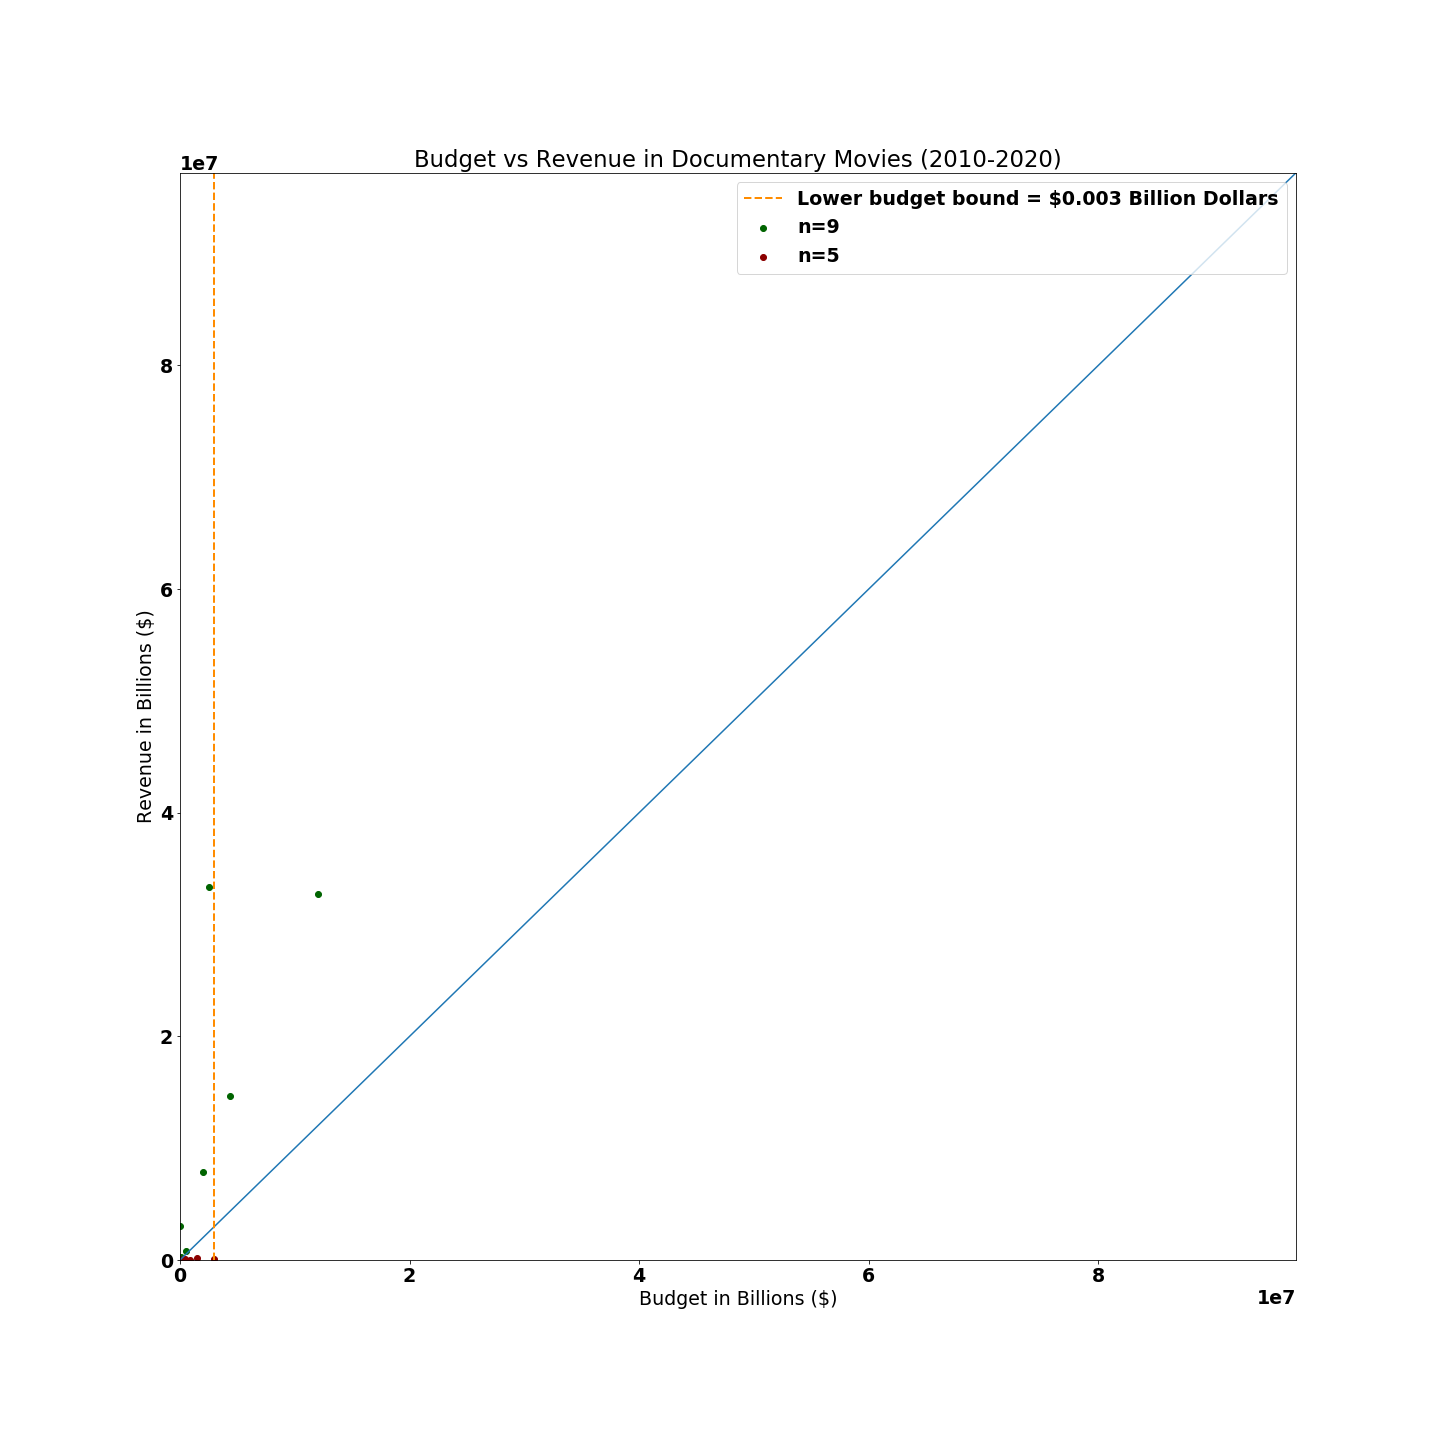 Budget vs Revenue in Documentary Movies (2010-2020)
1e7
Lower budget bound = $0.003 Billion Dollars
n=9
n=5
8
6
4
2
0
Revenue in Billions ($)
0 2 4 6 8
Budget in Billions ($)
1e7